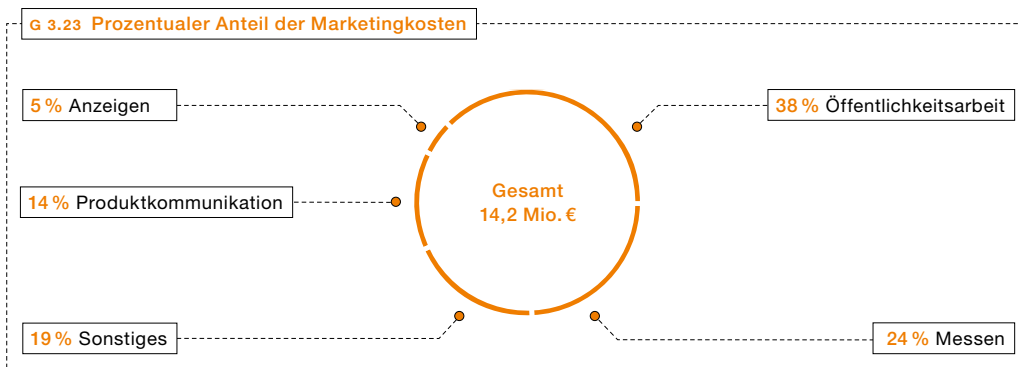 G 3.23 Prozentualer Anteil der Marketingkosten
5 % Anzeigen
38 % Öffentlichkeitsarbeit
14 % Produktkommunikation
Gesamt
14,2 Mio. €
19 % Sonstiges
24 % Messen